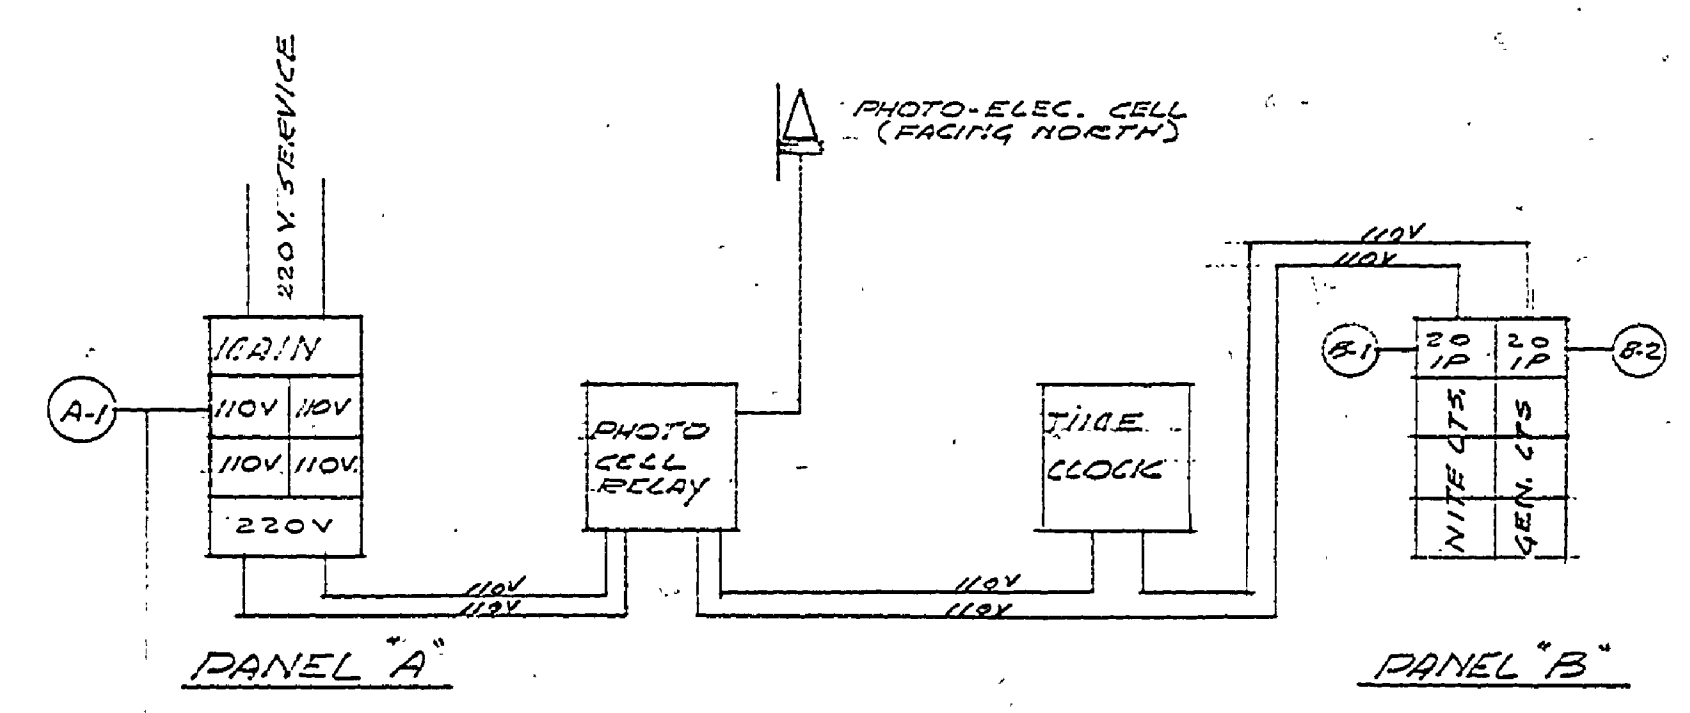 220V. SERVICE
PHOTO-ELEC. CELL
(FACING NORTH)
110V
110V
MAIN
A-1
110V 110V
110V. 110V.
220V
PHOTO
CELL
RELAY
TIME
CLOCK
B-1
20
1P
20
1P
B-2
NITE LTS.
GEN. LTS
110V
110V
110V
110V
PANEL "A"
PANEL "B"